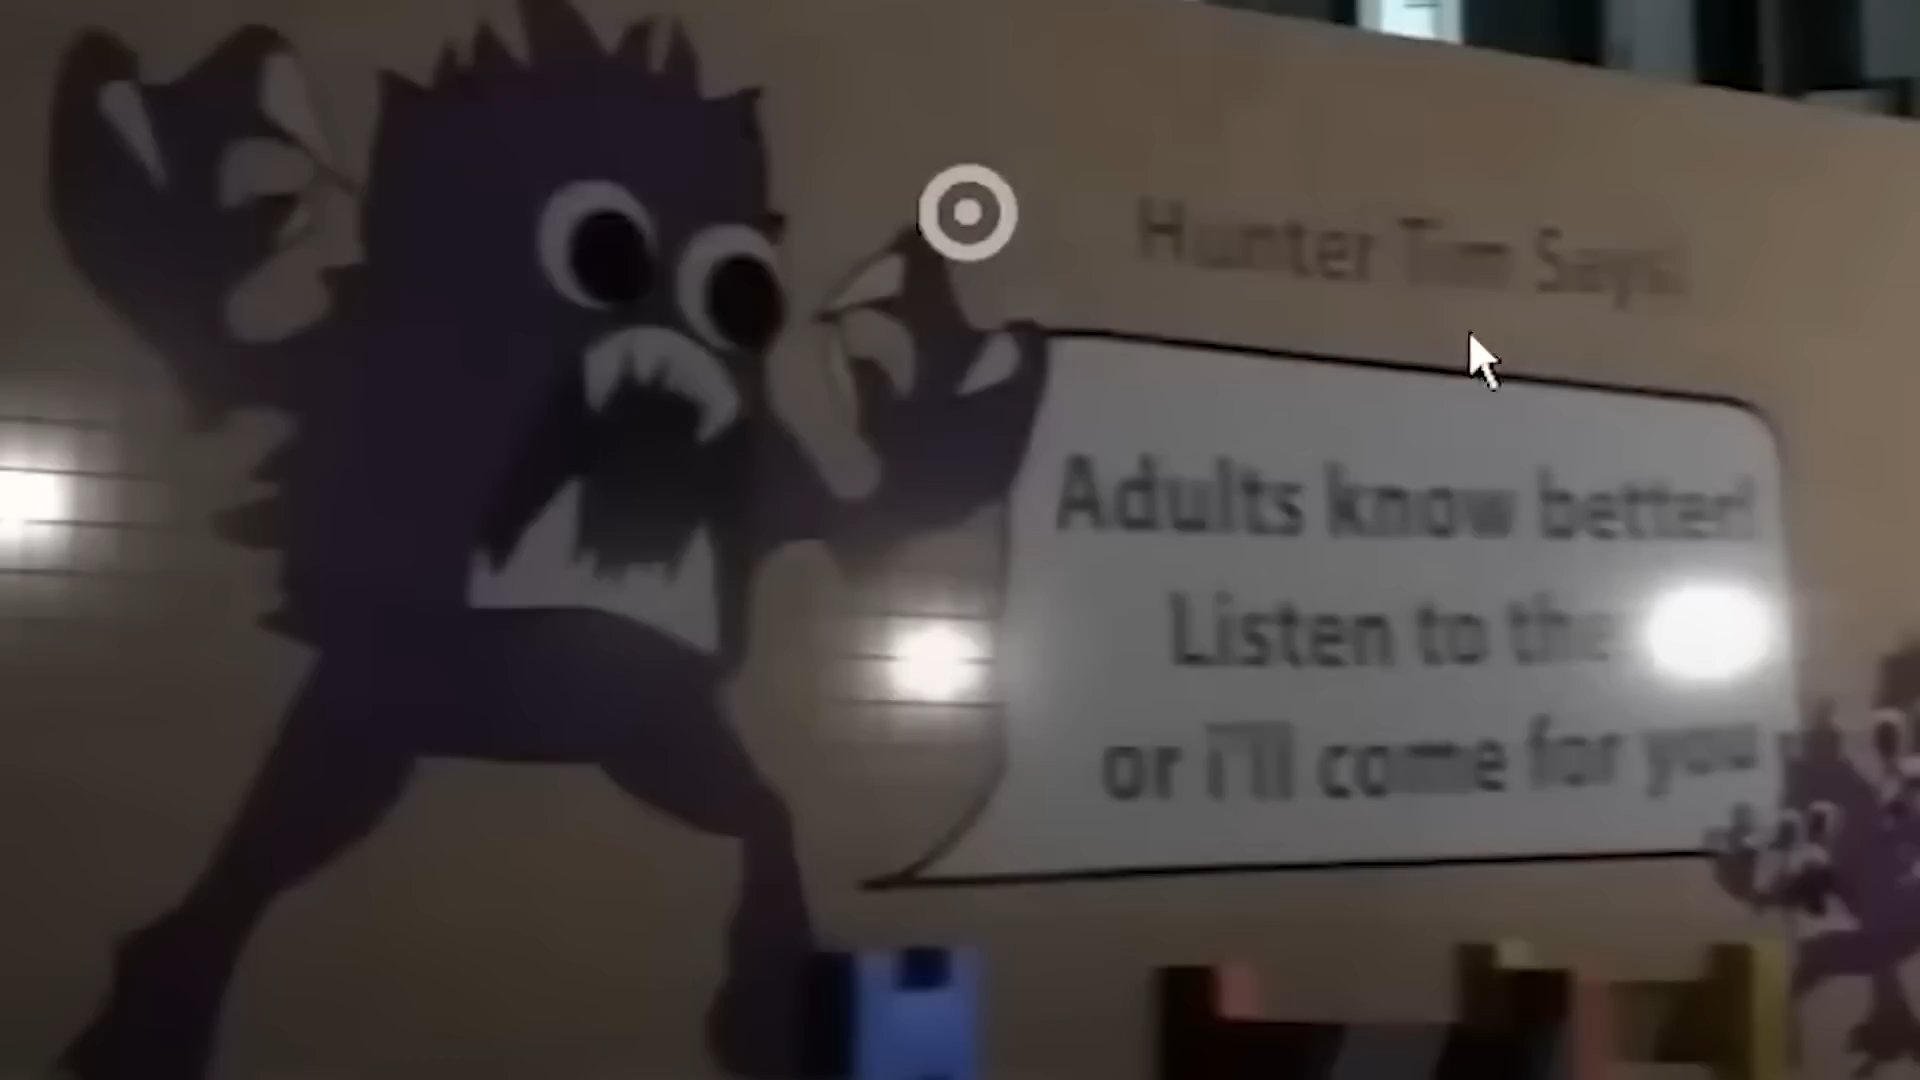 Hunter Tim Says:
Adults know better!
Listen to the
or i'll come for you